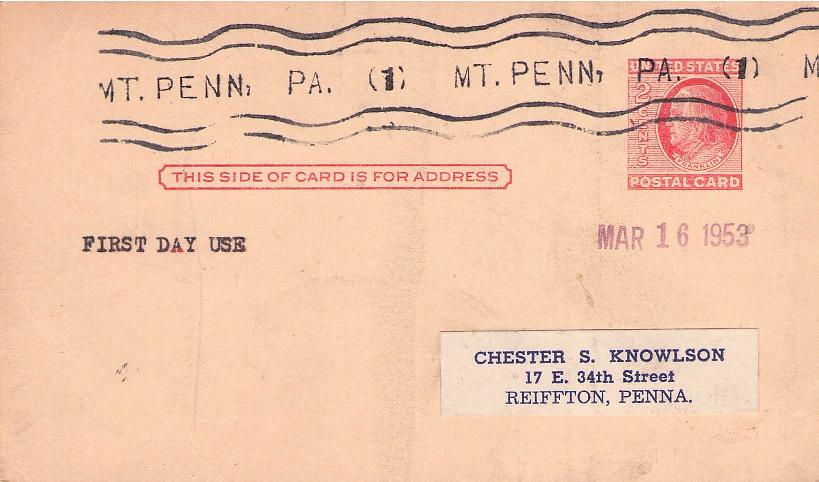 MT. PENN, PA. (1) MT. PENN, PA. (1) M
UNITED STATES
2 CENTS
FRANKLIN
POSTAL CARD
THIS SIDE OF CARD IS FOR ADDRESS
FIRST DAY USE
MAR 16 1953
CHESTER S. KNOWLSON
17 E. 34th Street
REIFFTON, PENNA.